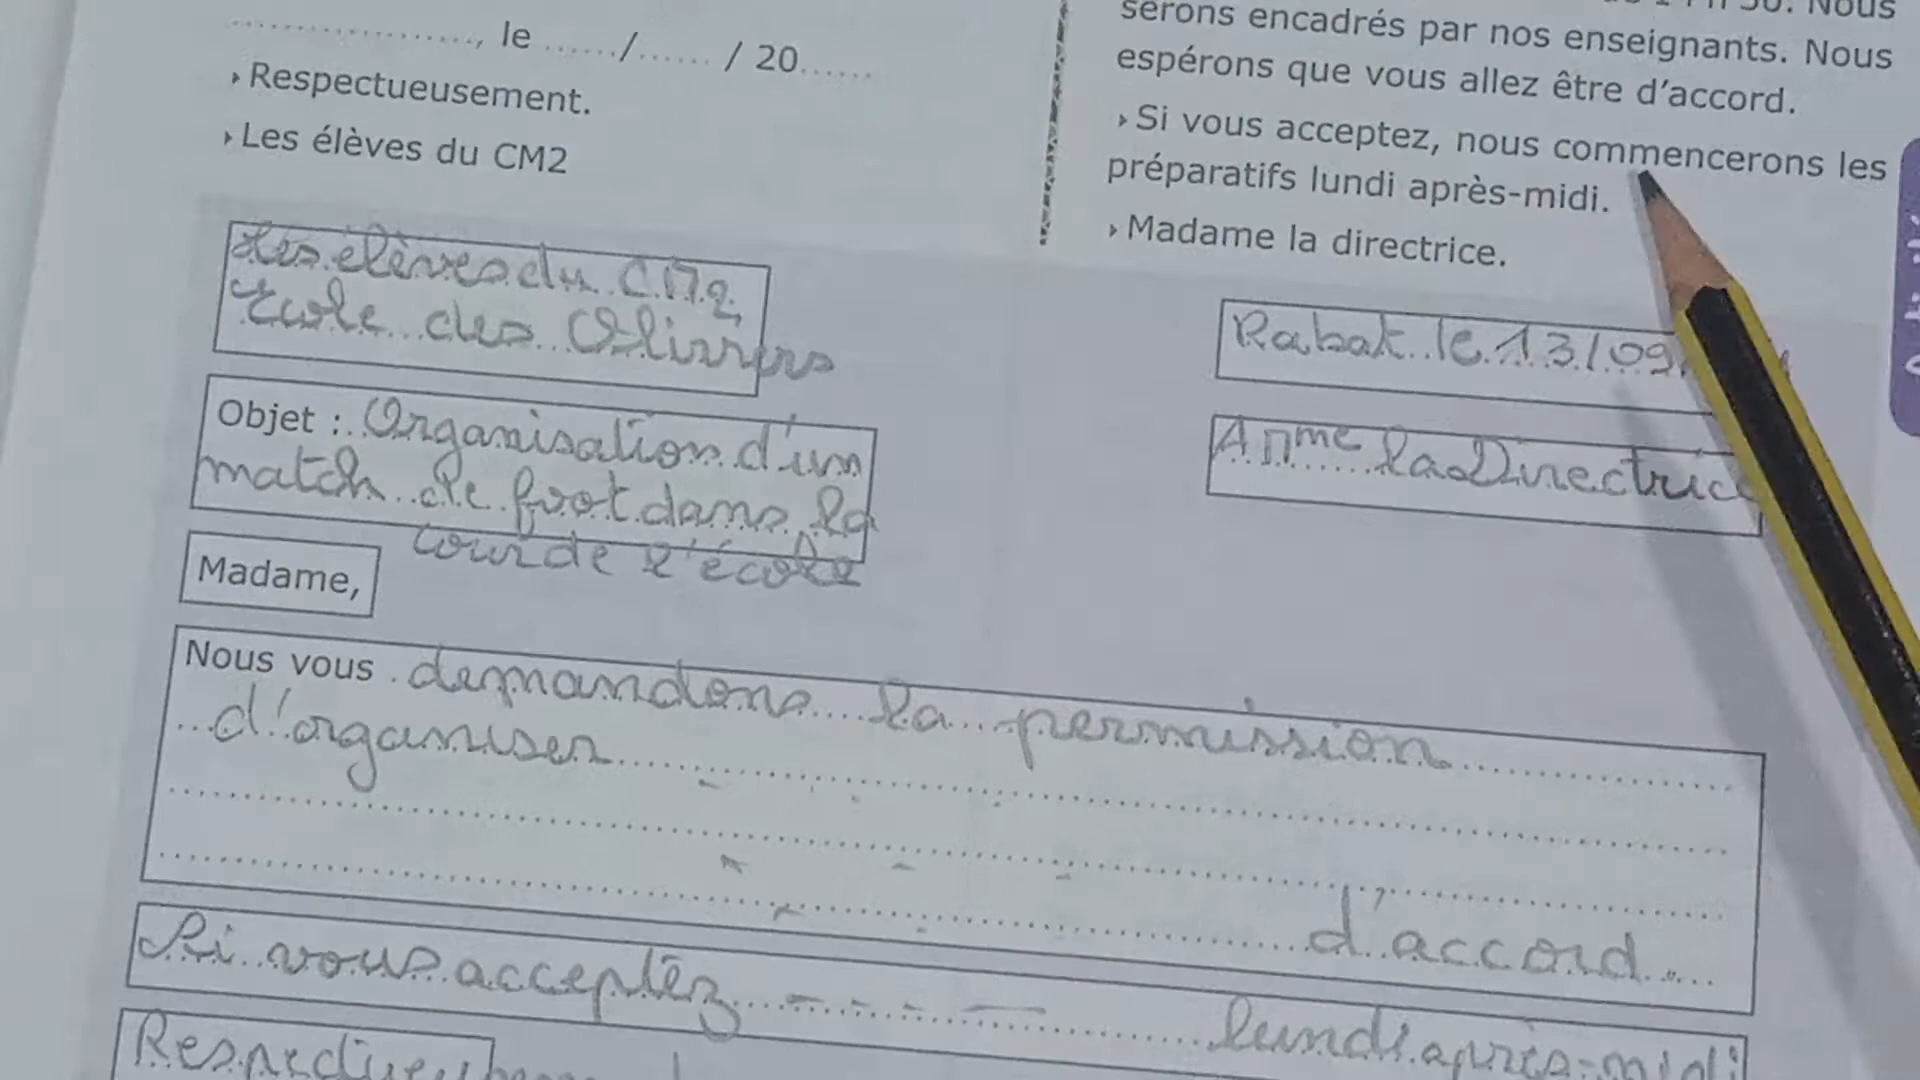 ..................., le ....../...... / 20......
▸ Respectueusement.
▸ Les élèves du CM2
Nous
serons encadrés par nos enseignants. Nous
espérons que vous allez être d'accord.
▸ Si vous acceptez, nous commencerons les
préparatifs lundi après-midi.
▸ Madame la directrice.
Les élèves du CM2
Ecole des Oliviers
Rabat le 13/09
Objet : Organisation d'un
match de foot dans la
cour de l'école
A Mme la Directrice
Madame,
Nous vous demandons la permission
d'organiser
d'accord
Si vous acceptez lundi après-midi